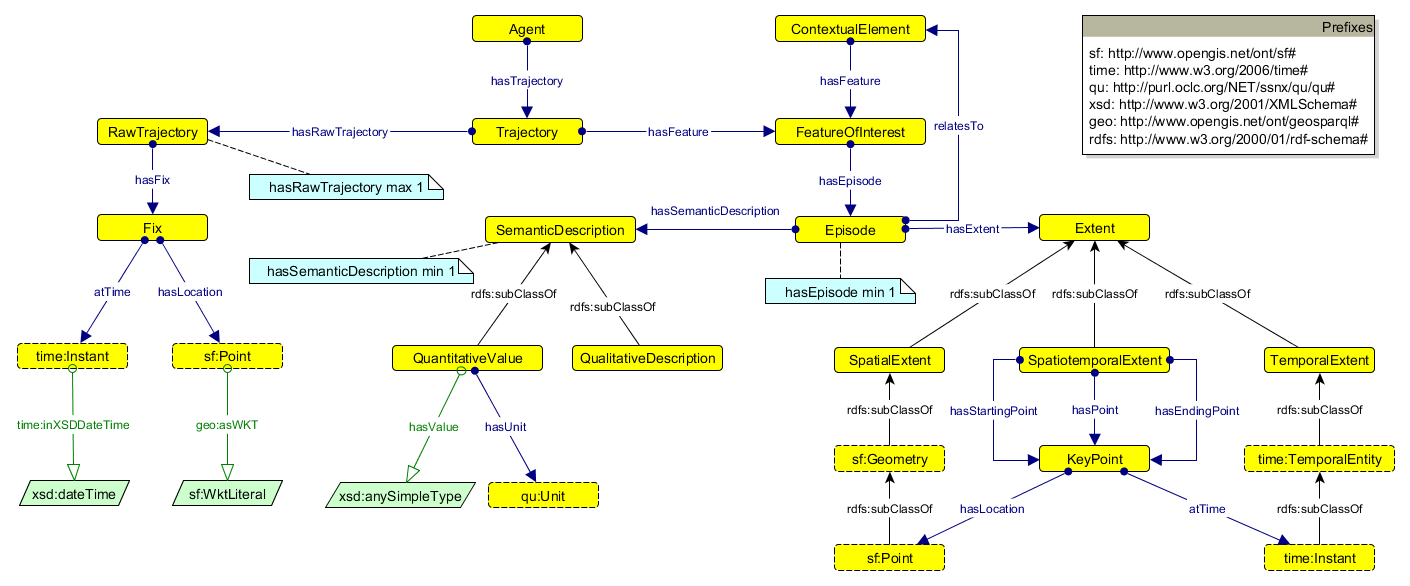 Agent
ContextualElement
Prefixes
sf: http://www.opengis.net/ont/sf#
time: http://www.w3.org/2006/time#
qu: http://purl.oclc.org/NET/ssnx/qu/qu#
xsd: http://www.w3.org/2001/XMLSchema#
geo: http://www.opengis.net/ont/geosparql#
rdfs: http://www.w3.org/2000/01/rdf-schema#
hasTrajectory
hasFeature
RawTrajectory
hasRawTrajectory
Trajectory
hasFeature
FeatureOfInterest
relatesTo
hasFix
hasRawTrajectory max 1
hasEpisode
Fix
hasSemanticDescription
SemanticDescription
Episode
hasExtent
Extent
hasSemanticDescription min 1
hasEpisode min 1
atTime
hasLocation
rdfs:subClassOf
rdfs:subClassOf
rdfs:subClassOf
rdfs:subClassOf
rdfs:subClassOf
time:Instant
sf:Point
QuantitativeValue
QualitativeDescription
SpatialExtent
SpatiotemporalExtent
TemporalExtent
time:inXSDDateTime
geo:asWKT
hasValue
hasUnit
rdfs:subClassOf
hasStartingPoint
hasPoint
hasEndingPoint
rdfs:subClassOf
sf:Geometry
KeyPoint
time:TemporalEntity
xsd:dateTime
sf:WktLiteral
xsd:anySimpleType
qu:Unit
rdfs:subClassOf
hasLocation
atTime
rdfs:subClassOf
sf:Point
time:Instant